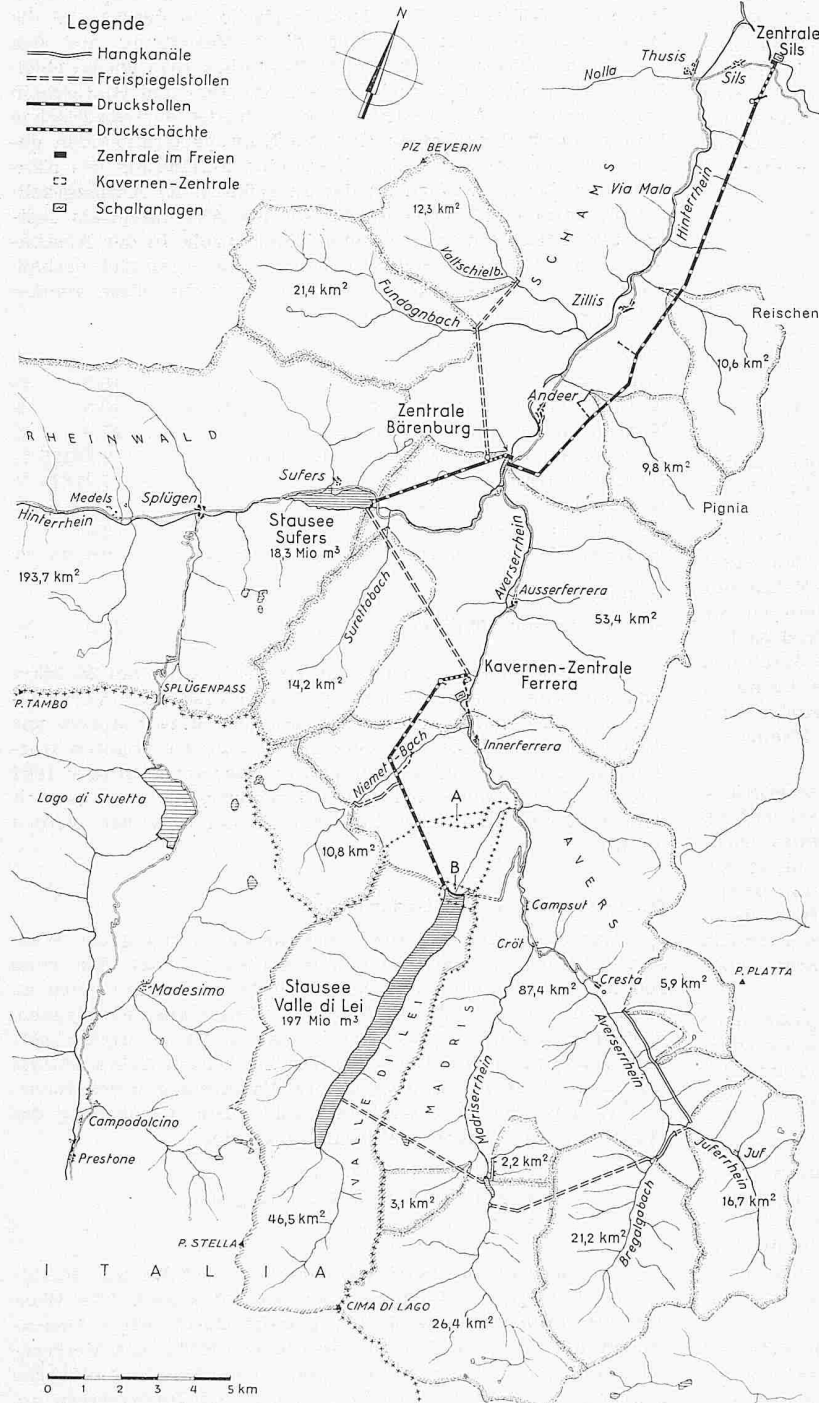 Legende
Hangkanäle
Freispiegelstollen
Druckstollen
Druckschächte
Zentrale im Freien
Kavernen-Zentrale
Schaltanlagen
N
Zentrale
Sils
Thusis
Sils
Nolla
PIZ BEVERIN
12,3 km²
Valtschielb.
SCHAMS
Via Mala
Hinterrhein
21,4 km²
Fundognbach
Zillis
Reischen
10,6 km²
Andeer
Zentrale
Bärenburg
RHEINWALD
9,8 km²
Sufers
Medels
Splügen
Hinterrhein
Stausee
Sufers
18,3 Mio m³
Pignia
193,7 km²
Surettabach
Averserrhein
Ausserferrera
53,4 km²
14,2 km²
Kavernen-Zentrale
Ferrera
P. TAMBO
SPLÜGENPASS
Innerferrera
Niemet-Bach
Lago di Stuetta
A
10,8 km²
AVERS
B
Campsut
Cröt
Stausee
Valle di Lei
197 Mio m³
Madesimo
87,4 km²
Cresta
5,9 km²
P. PLATTA
VALLE DI LEI
MADRIS
Averserrhein
Madriserrhein
Campodolcino
Prestone
Juferrhein
Juf
2,2 km²
3,1 km²
16,7 km²
46,5 km²
21,2 km²
Bregalgabach
P. STELLA
ITALIA
CIMA DI LAGO
26,4 km²
0 1 2 3 4 5 km